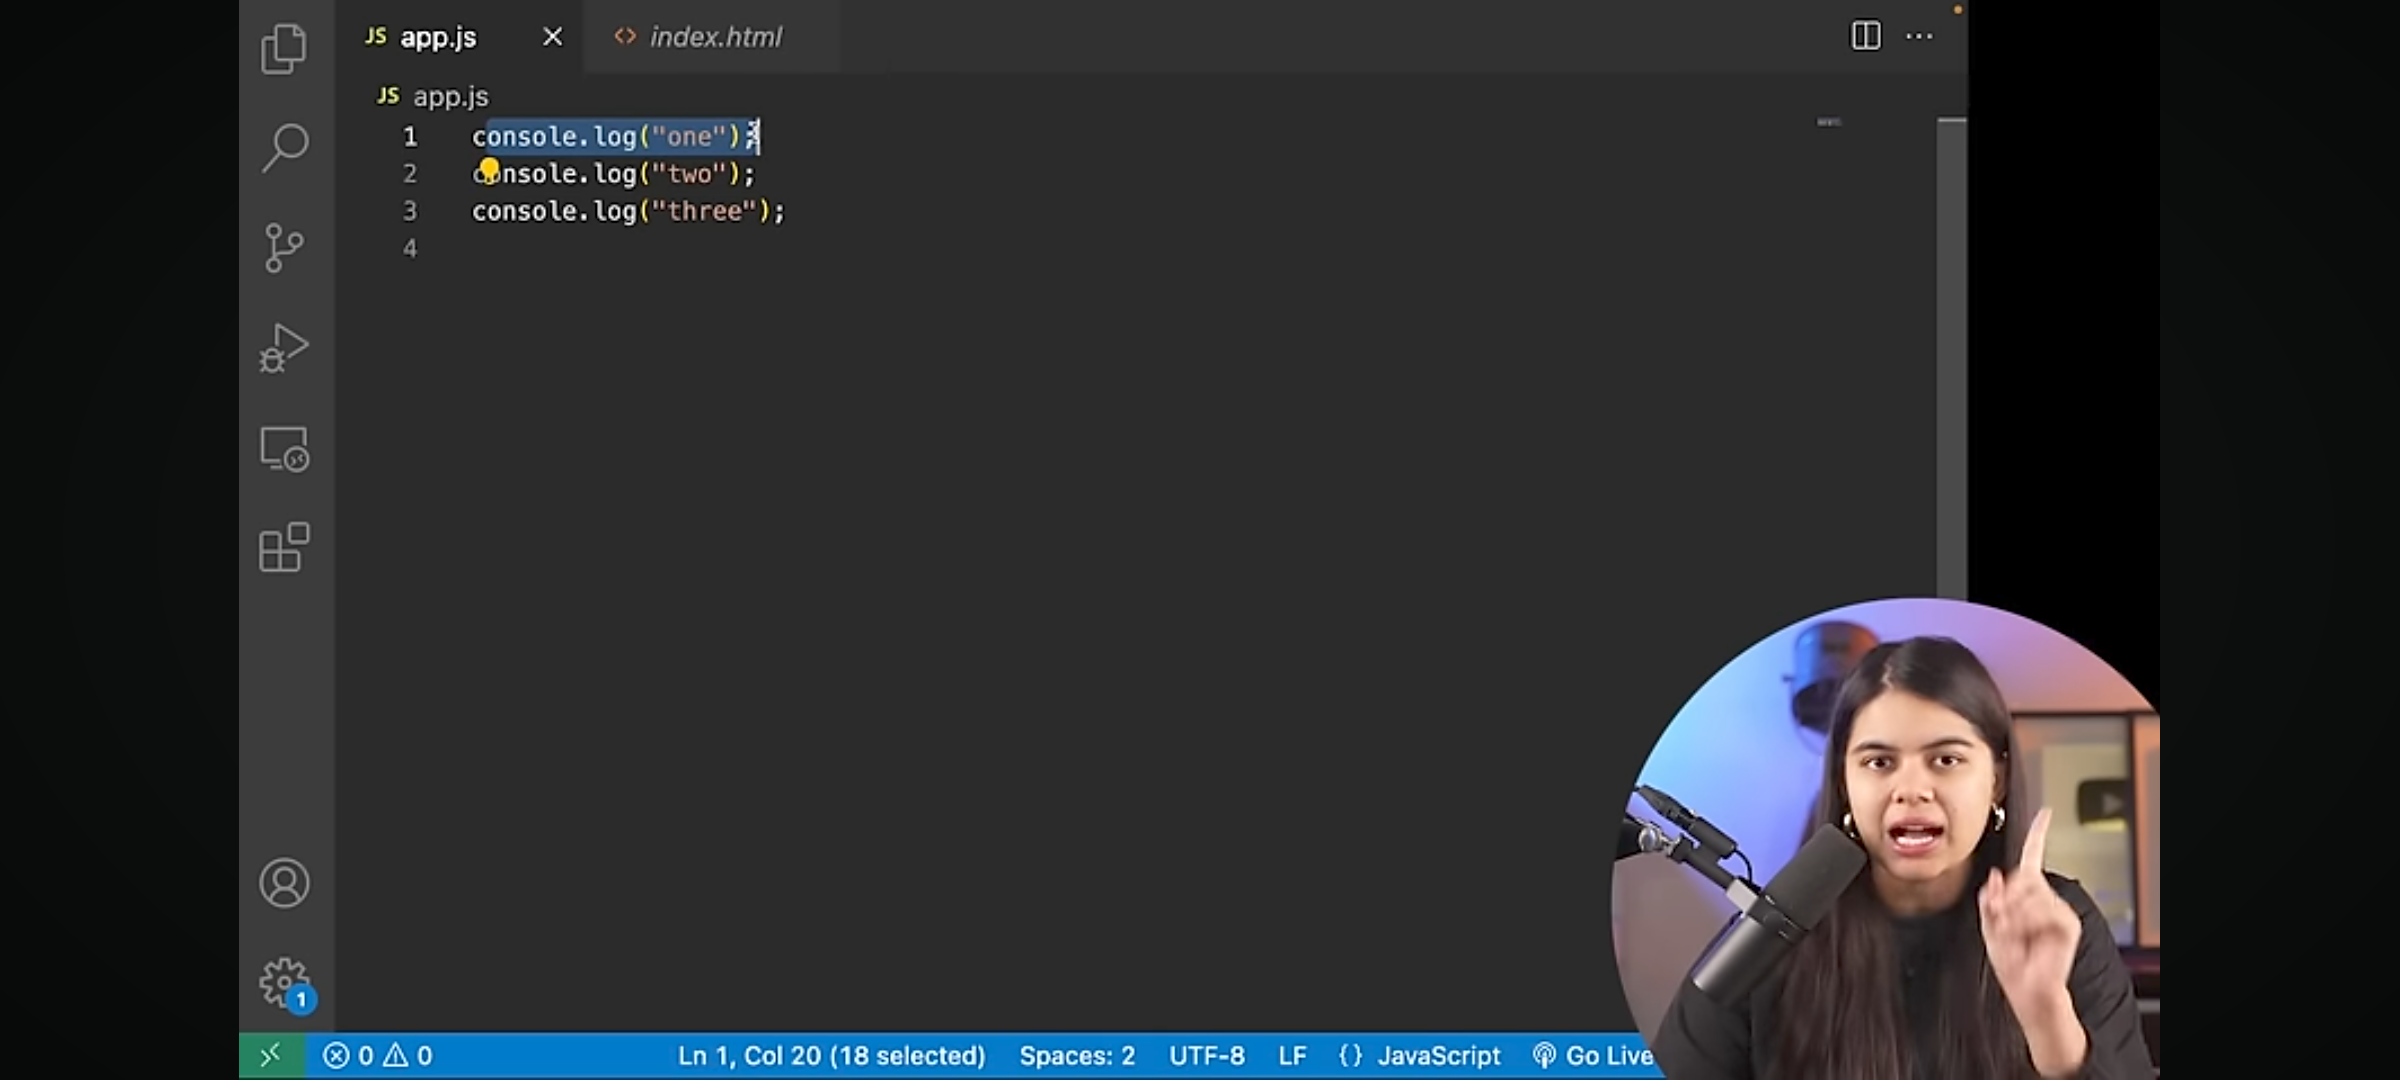 JS app.js
index.html
JS app.js
1 console.log("one");
2 console.log("two");
3 console.log("three");
4
1
0 0 Ln 1, Col 20 (18 selected) Spaces: 2 UTF-8 LF {} JavaScript Go Live